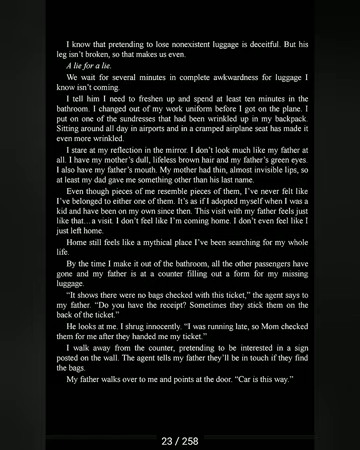 I know that pretending to lose nonexistent luggage is deceitful. But his
leg isn't broken, so that makes us even.
A lie for a lie.
We wait for several minutes in complete awkwardness for luggage I
know isn't coming.
I tell him I need to freshen up and spend at least ten minutes in the
bathroom. I changed out of my work uniform before I got on the plane. I
put on one of the sundresses that had been wrinkled up in my backpack.
Sitting around all day in airports and in a cramped airplane seat has made it
even more wrinkled.
I stare at my reflection in the mirror. I don't look much like my father at
all. I have my mother's dull, lifeless brown hair and my father's green eyes.
I also have my father's mouth. My mother had thin, almost invisible lips, so
at least my dad gave me something other than his last name.
Even though pieces of me resemble pieces of them, I've never felt like
I've belonged to either one of them. It's as if I adopted myself when I was a
kid and have been on my own since then. This visit with my father feels just
like that…a visit. I don't feel like I'm coming home. I don't even feel like I
just left home.
Home still feels like a mythical place I've been searching for my whole
life.
By the time I make it out of the bathroom, all the other passengers have
gone and my father is at a counter filling out a form for my missing
luggage.
"It shows there were no bags checked with this ticket," the agent says to
my father. "Do you have the receipt? Sometimes they stick them on the
back of the ticket."
He looks at me. I shrug innocently. "I was running late, so Mom checked
them for me after they handed me my ticket."
I walk away from the counter, pretending to be interested in a sign
posted on the wall. The agent tells my father they'll be in touch if they find
the bags.
My father walks over to me and points at the door. "Car is this way."
23 / 258